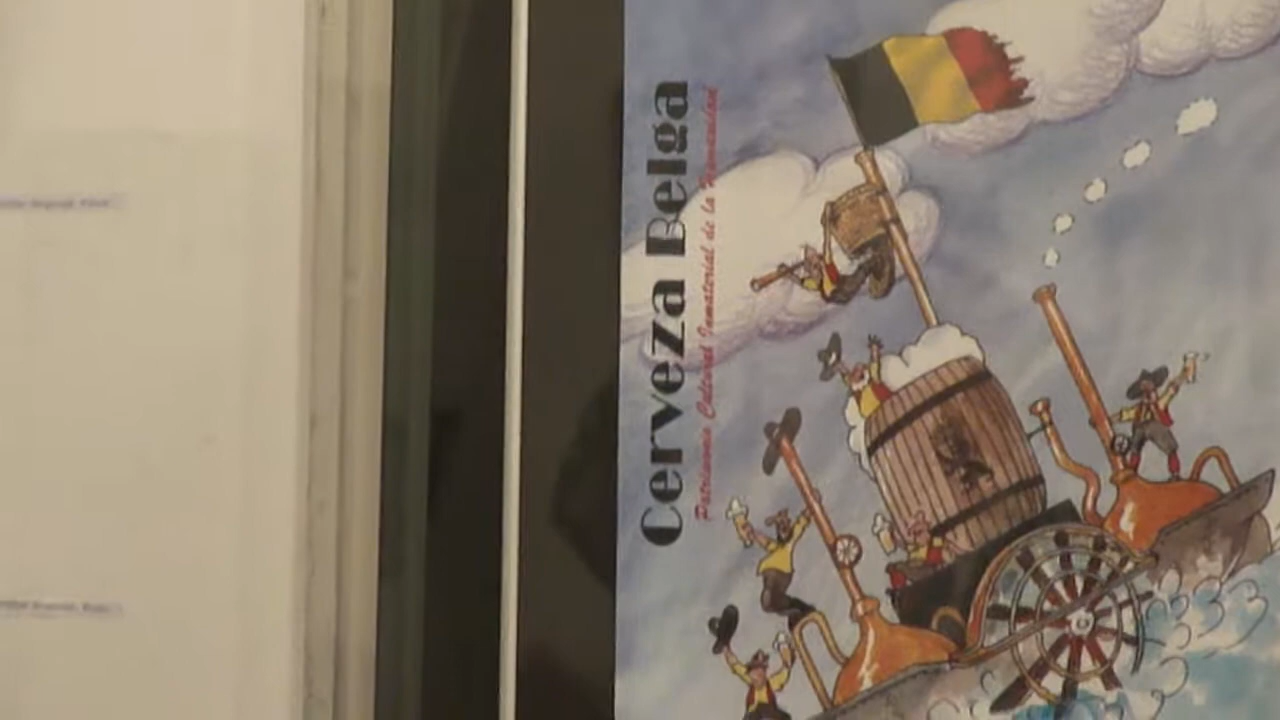 Cerveza Belga
Patrimonio Cultural Inmaterial de la Humanidad